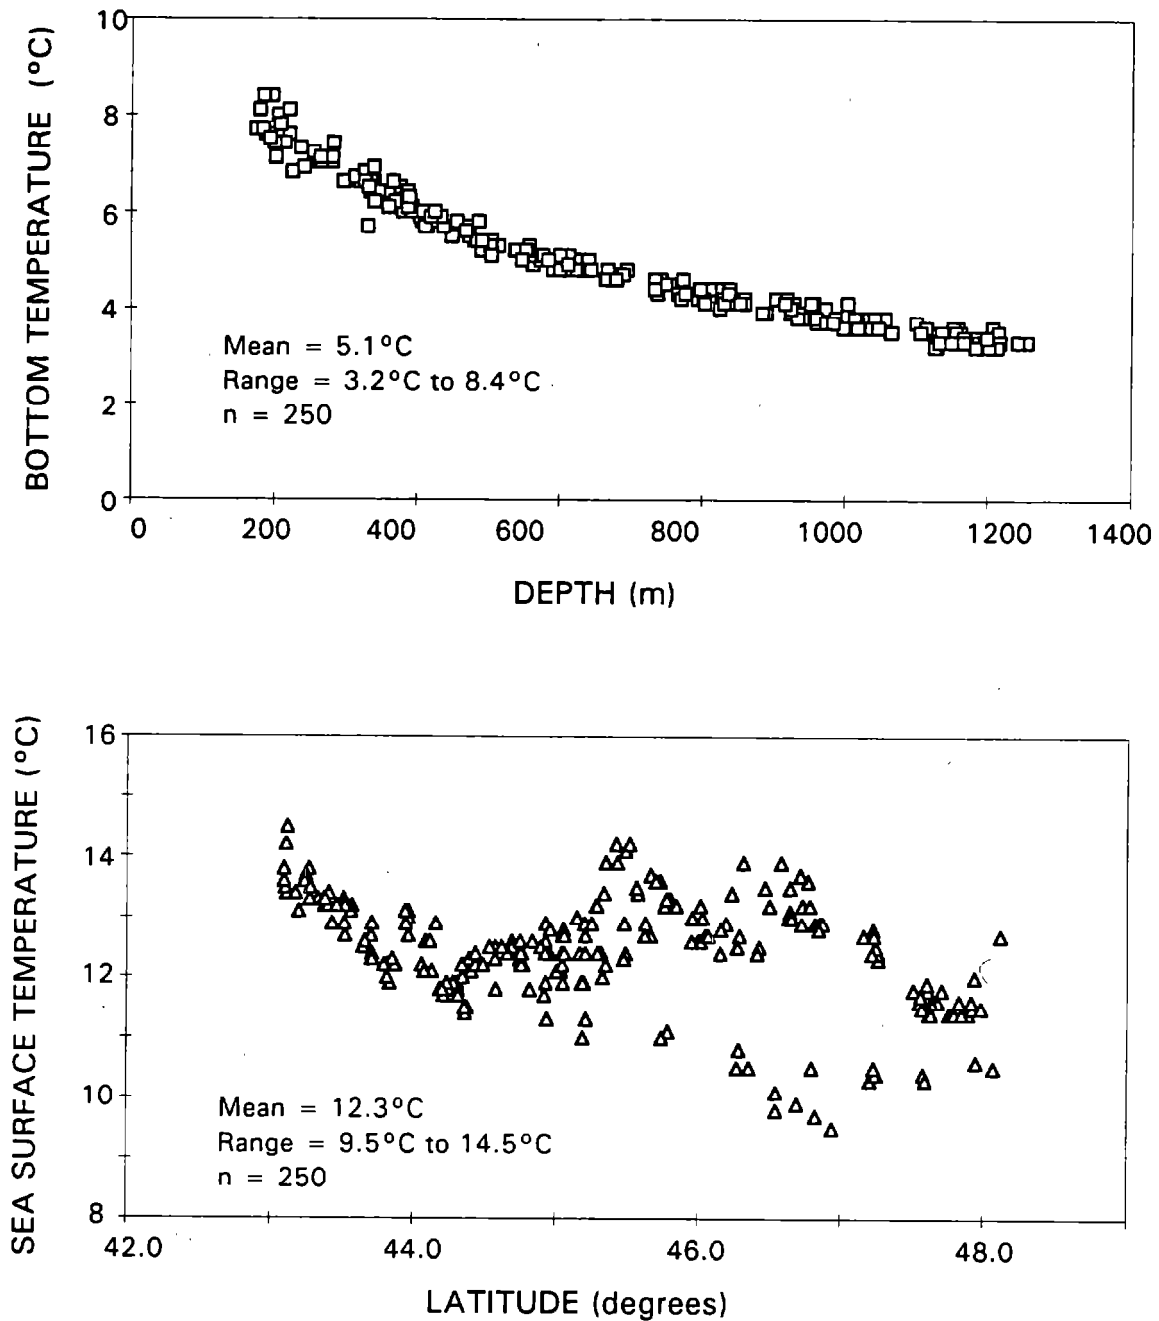 BOTTOM TEMPERATURE (°C)
10
8
6
4
2
0
Mean = 5.1°C
Range = 3.2°C to 8.4°C
n = 250
0 200 400 600 800 1000 1200 1400
DEPTH (m)
SEA SURFACE TEMPERATURE (°C)
16
14
12
10
8
Mean = 12.3°C
Range = 9.5°C to 14.5°C
n = 250
42.0 44.0 46.0 48.0
LATITUDE (degrees)